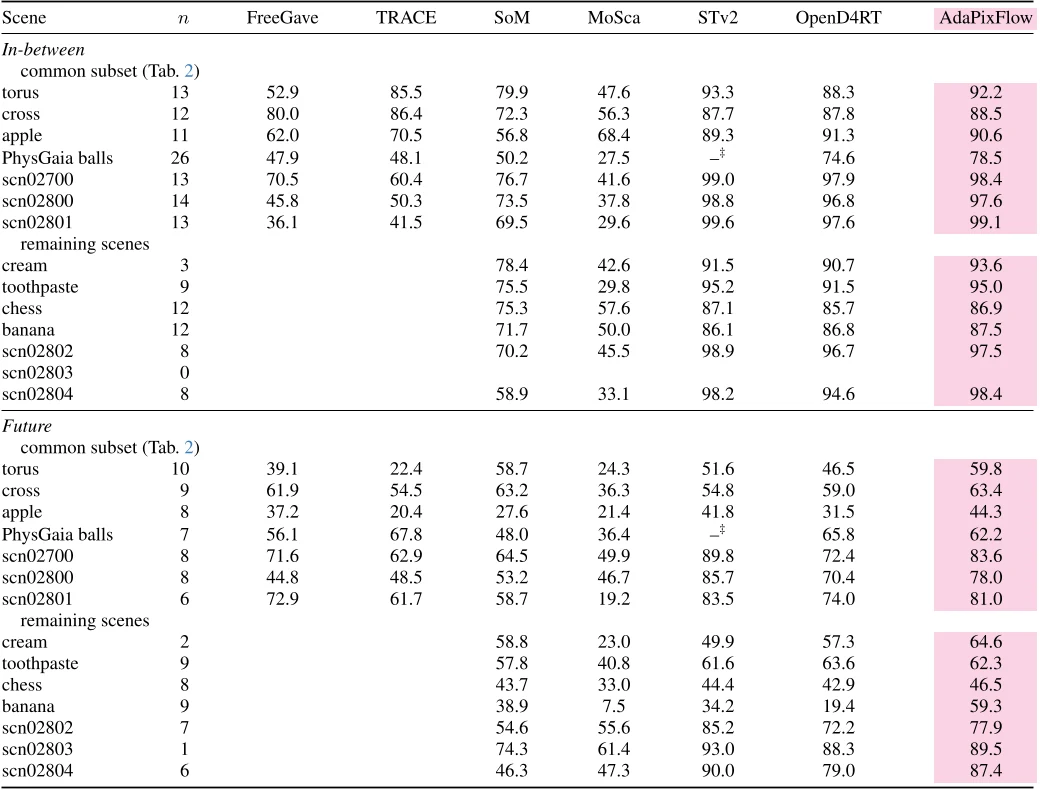 Scene n FreeGave TRACE SoM MoSca STv2 OpenD4RT AdaPixFlow
In-between
common subset (Tab. 2)
torus 13 52.9 85.5 79.9 47.6 93.3 88.3 92.2
cross 12 80.0 86.4 72.3 56.3 87.7 87.8 88.5
apple 11 62.0 70.5 56.8 68.4 89.3 91.3 90.6
PhysGaia balls 26 47.9 48.1 50.2 27.5 –‡ 74.6 78.5
scn02700 13 70.5 60.4 76.7 41.6 99.0 97.9 98.4
scn02800 14 45.8 50.3 73.5 37.8 98.8 96.8 97.6
scn02801 13 36.1 41.5 69.5 29.6 99.6 97.6 99.1
remaining scenes
cream 3 78.4 42.6 91.5 90.7 93.6
toothpaste 9 75.5 29.8 95.2 91.5 95.0
chess 12 75.3 57.6 87.1 85.7 86.9
banana 12 71.7 50.0 86.1 86.8 87.5
scn02802 8 70.2 45.5 98.9 96.7 97.5
scn02803 0
scn02804 8 58.9 33.1 98.2 94.6 98.4
Future
common subset (Tab. 2)
torus 10 39.1 22.4 58.7 24.3 51.6 46.5 59.8
cross 9 61.9 54.5 63.2 36.3 54.8 59.0 63.4
apple 8 37.2 20.4 27.6 21.4 41.8 31.5 44.3
PhysGaia balls 7 56.1 67.8 48.0 36.4 –‡ 65.8 62.2
scn02700 8 71.6 62.9 64.5 49.9 89.8 72.4 83.6
scn02800 8 44.8 48.5 53.2 46.7 85.7 70.4 78.0
scn02801 6 72.9 61.7 58.7 19.2 83.5 74.0 81.0
remaining scenes
cream 2 58.8 23.0 49.9 57.3 64.6
toothpaste 9 57.8 40.8 61.6 63.6 62.3
chess 8 43.7 33.0 44.4 42.9 46.5
banana 9 38.9 7.5 34.2 19.4 59.3
scn02802 7 54.6 55.6 85.2 72.2 77.9
scn02803 1 74.3 61.4 93.0 88.3 89.5
scn02804 6 46.3 47.3 90.0 79.0 87.4